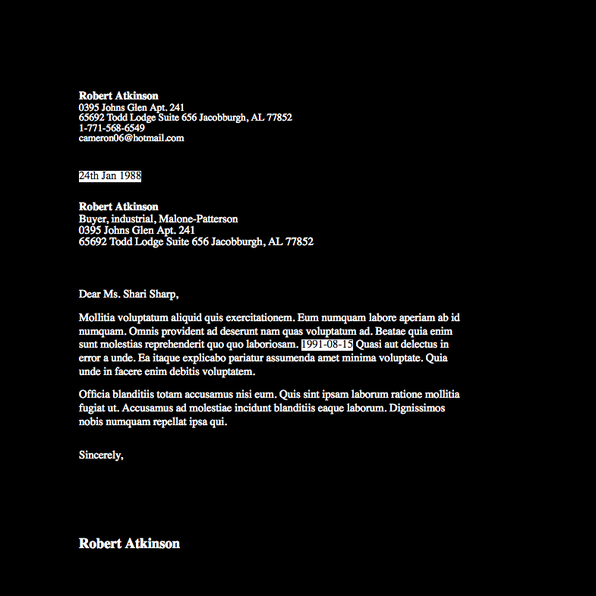 Robert Atkinson
0395 Johns Glen Apt. 241
65692 Todd Lodge Suite 656 Jacobburgh, AL 77852
1-771-568-6549
cameron06@hotmail.com
24th Jan 1988
Robert Atkinson
Buyer, industrial, Malone-Patterson
0395 Johns Glen Apt. 241
65692 Todd Lodge Suite 656 Jacobburgh, AL 77852
Dear Ms. Shari Sharp,
Mollitia voluptatum aliquid quis exercitationem. Eum numquam labore aperiam ab id
numquam. Omnis provident ad deserunt nam quas voluptatum ad. Beatae quia enim
sunt molestias reprehenderit quo quo laboriosam. 1991-08-15 Quasi aut delectus in
error a unde. Ea itaque explicabo pariatur assumenda amet minima voluptate. Quia
unde in facere enim debitis voluptatem.
Officia blanditiis totam accusamus nisi eum. Quis sint ipsam laborum ratione mollitia
fugiat ut. Accusamus ad molestiae incidunt blanditiis eaque laborum. Dignissimos
nobis numquam repellat ipsa qui.
Sincerely,
Robert Atkinson